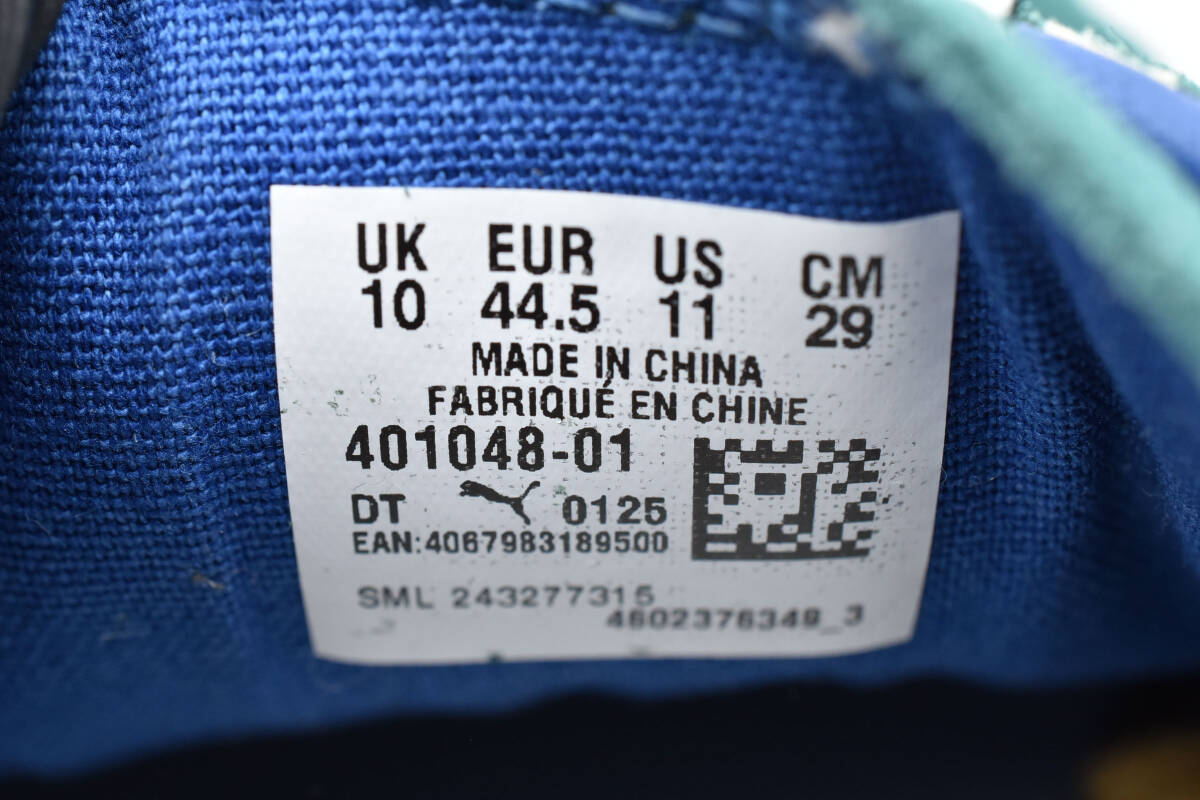 UK EUR US CM
10 44.5 11 29
MADE IN CHINA
FABRIQUÉ EN CHINE
401048-01
DT 0125
EAN:4067983189500
SML 243277315
4602376349_3